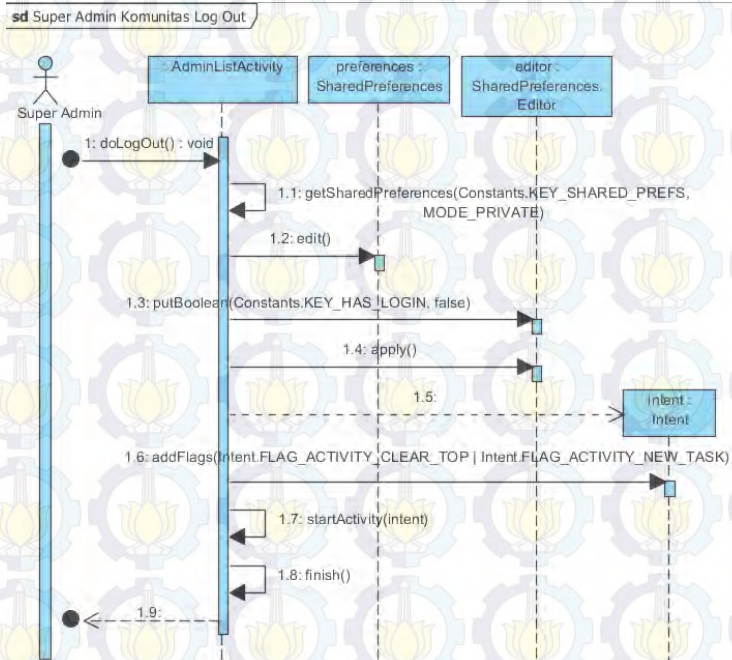 sd Super Admin Komunitas Log Out
Super Admin
: AdminListActivity
preferences :
SharedPreferences
editor :
SharedPreferences.
Editor
1: doLogOut() : void
1.1: getSharedPreferences(Constants.KEY_SHARED_PREFS,
MODE_PRIVATE)
1.2: edit()
1.3: putBoolean(Constants.KEY_HAS_LOGIN, false)
1.4: apply()
1.5:
intent :
Intent
1.6: addFlags(Intent.FLAG_ACTIVITY_CLEAR_TOP | Intent.FLAG_ACTIVITY_NEW_TASK)
1.7: startActivity(intent)
1.8: finish()
1.9: